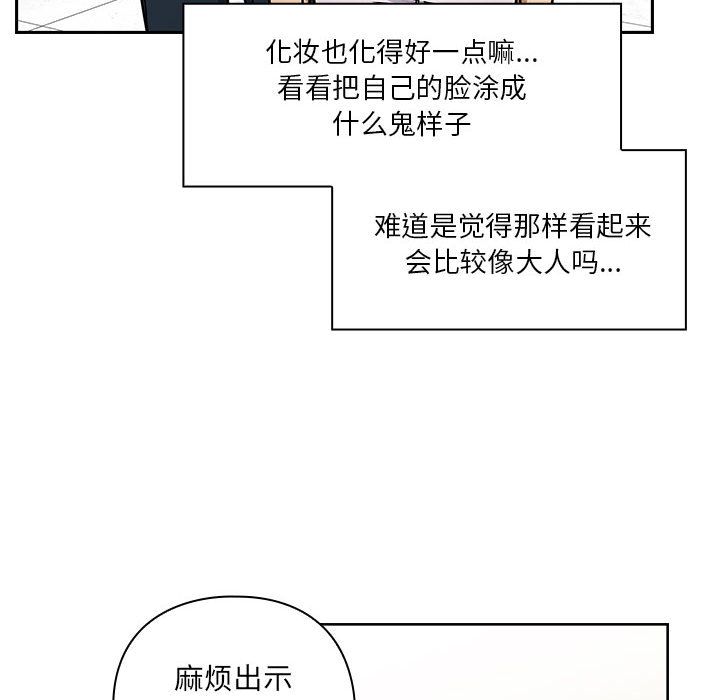 化妆也化得好一点嘛...
看看把自己的脸涂成
什么鬼样子
难道是觉得那样看起来
会比较像大人吗...
麻烦出示